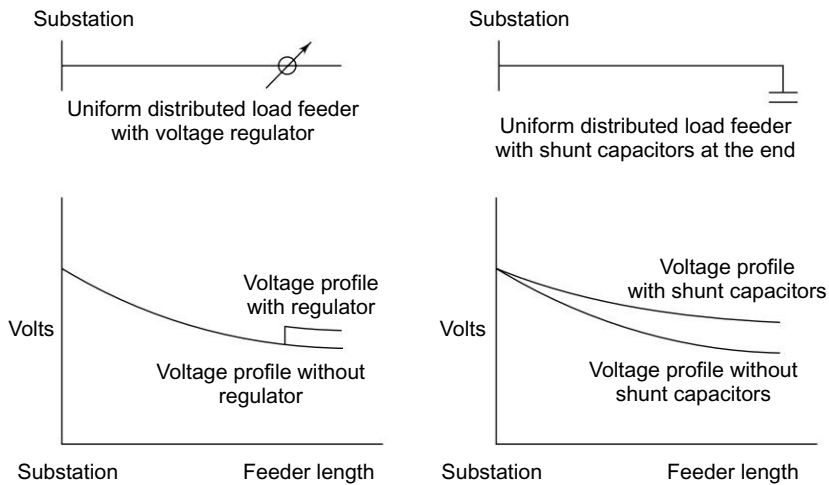 Substation
Uniform distributed load feeder
with voltage regulator
Substation
Uniform distributed load feeder
with shunt capacitors at the end
Volts
Voltage profile
with regulator
Voltage profile without
regulator
Substation
Feeder length
Volts
Voltage profile
with shunt capacitors
Voltage profile without
shunt capacitors
Substation
Feeder length